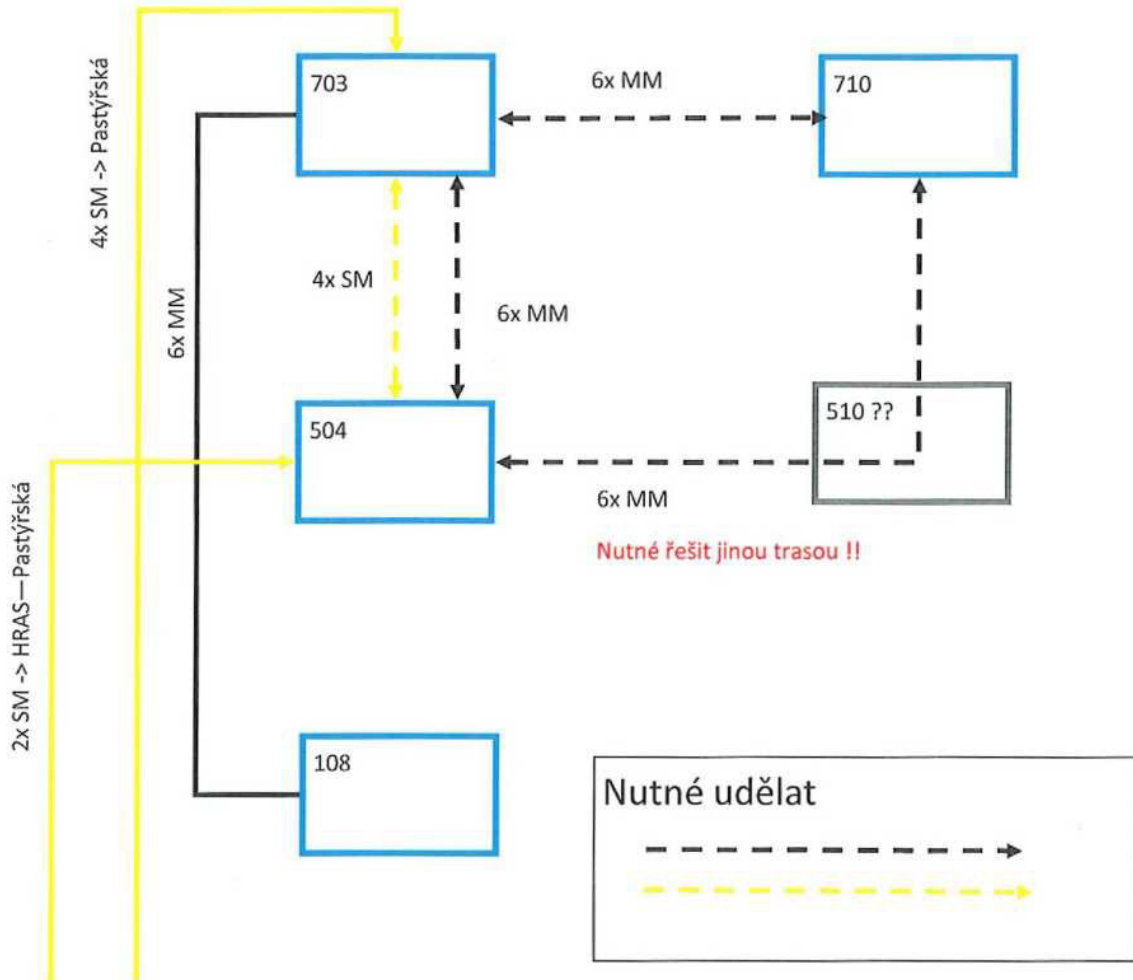 703
6x MM
710
4x SM -> Pastýřská
4x SM
6x MM
6x MM
504
510 ??
6x MM
Nutné řešit jinou trasou !!
2x SM -> HRAS—Pastýřská
108
Nutné udělat